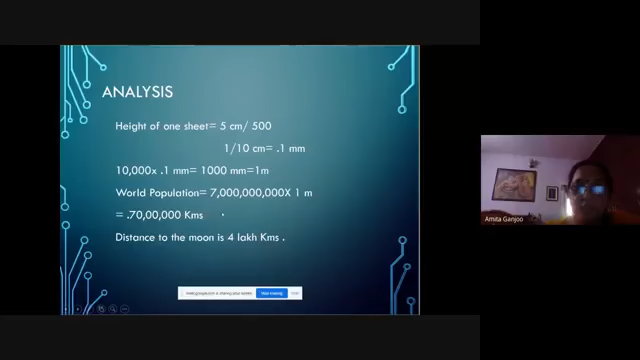 ANALYSIS
Height of one sheet= 5 cm/ 500
1/10 cm= .1 mm
10,000x .1 mm= 1000 mm=1m
World Population= 7,000,000,000X 1 m
= .70,00,000 Kms
Distance to the moon is 4 lakh Kms .
Amita Ganjoo